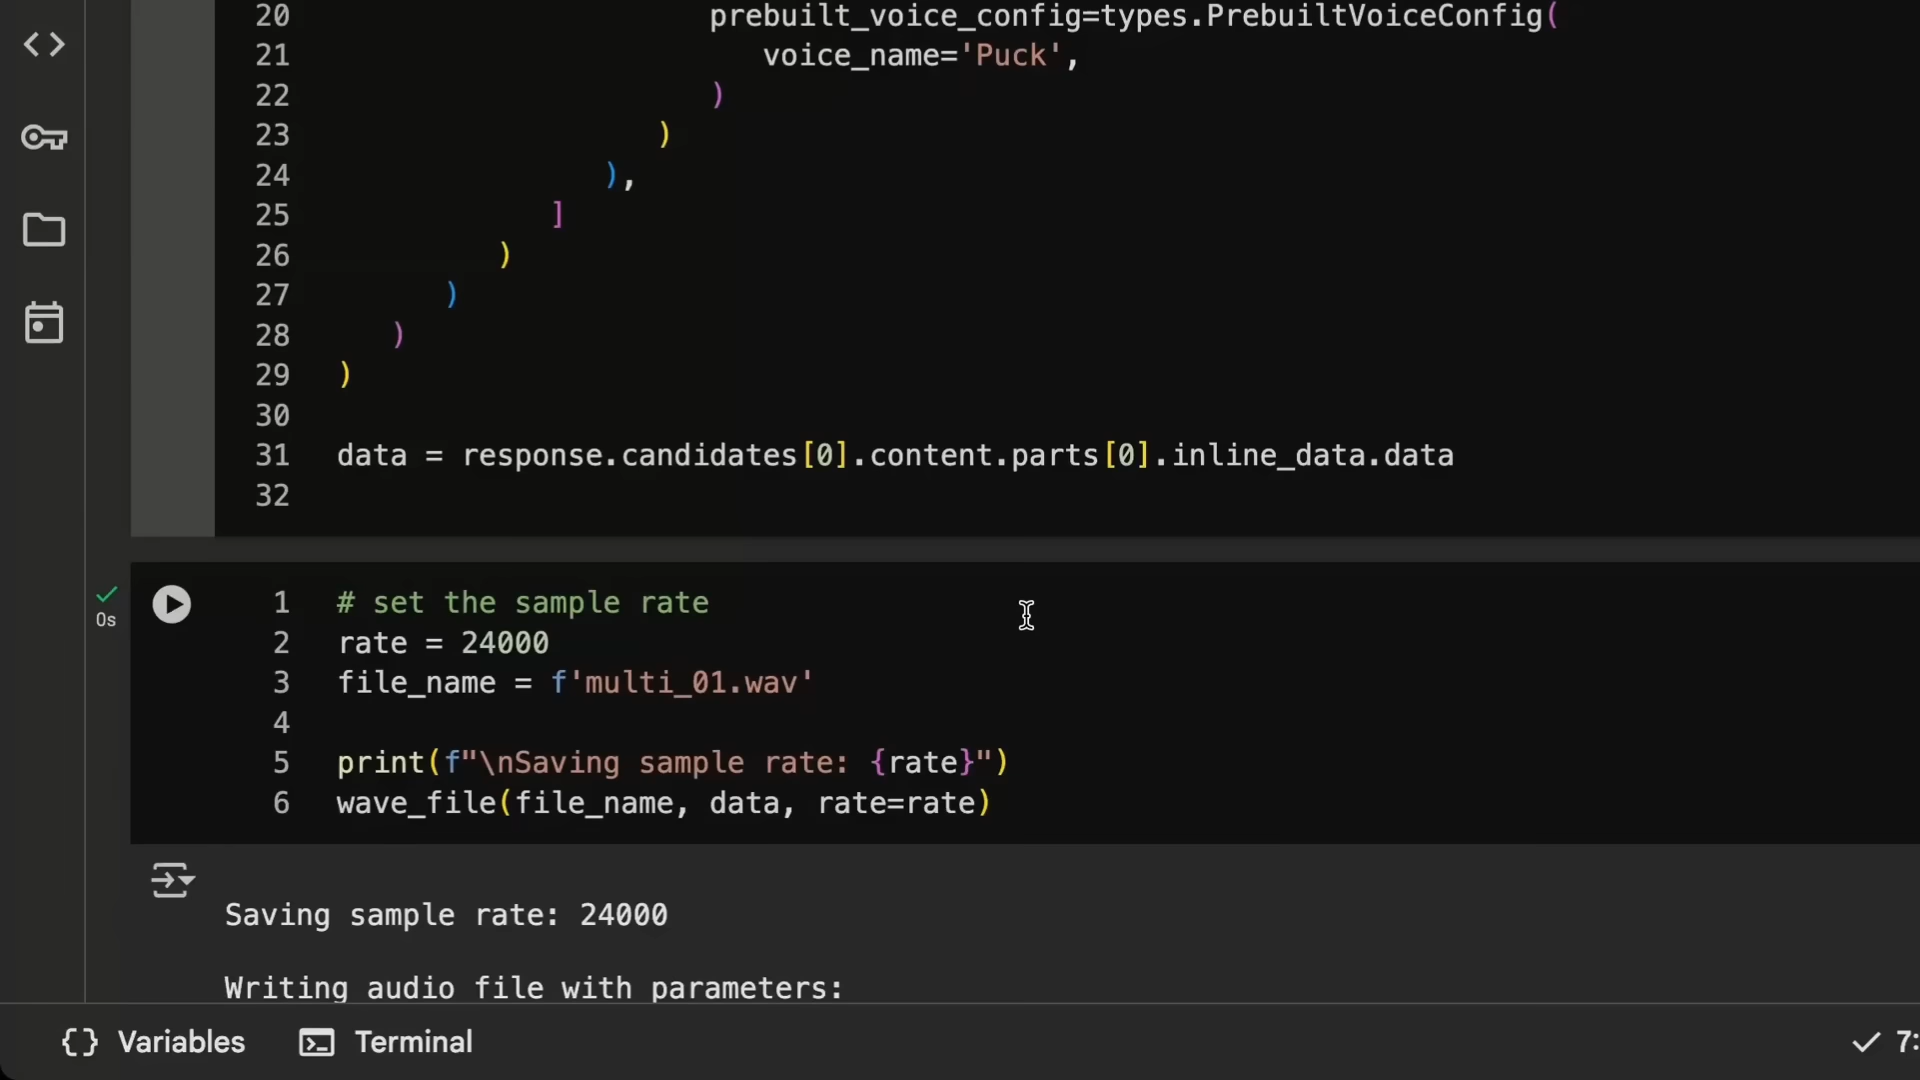 20 prebuilt_voice_config=types.PrebuiltVoiceConfig(
21 voice_name='Puck',
22 )
23 )
24 ),
25 ]
26 )
27 )
28 )
29 )
30
31 data = response.candidates[0].content.parts[0].inline_data.data
32
0s
1 # set the sample rate
2 rate = 24000
3 file_name = f'multi_01.wav'
4
5 print(f"\nSaving sample rate: {rate}")
6 wave_file(file_name, data, rate=rate)
Saving sample rate: 24000
Writing audio file with parameters:
{} Variables Terminal 7: